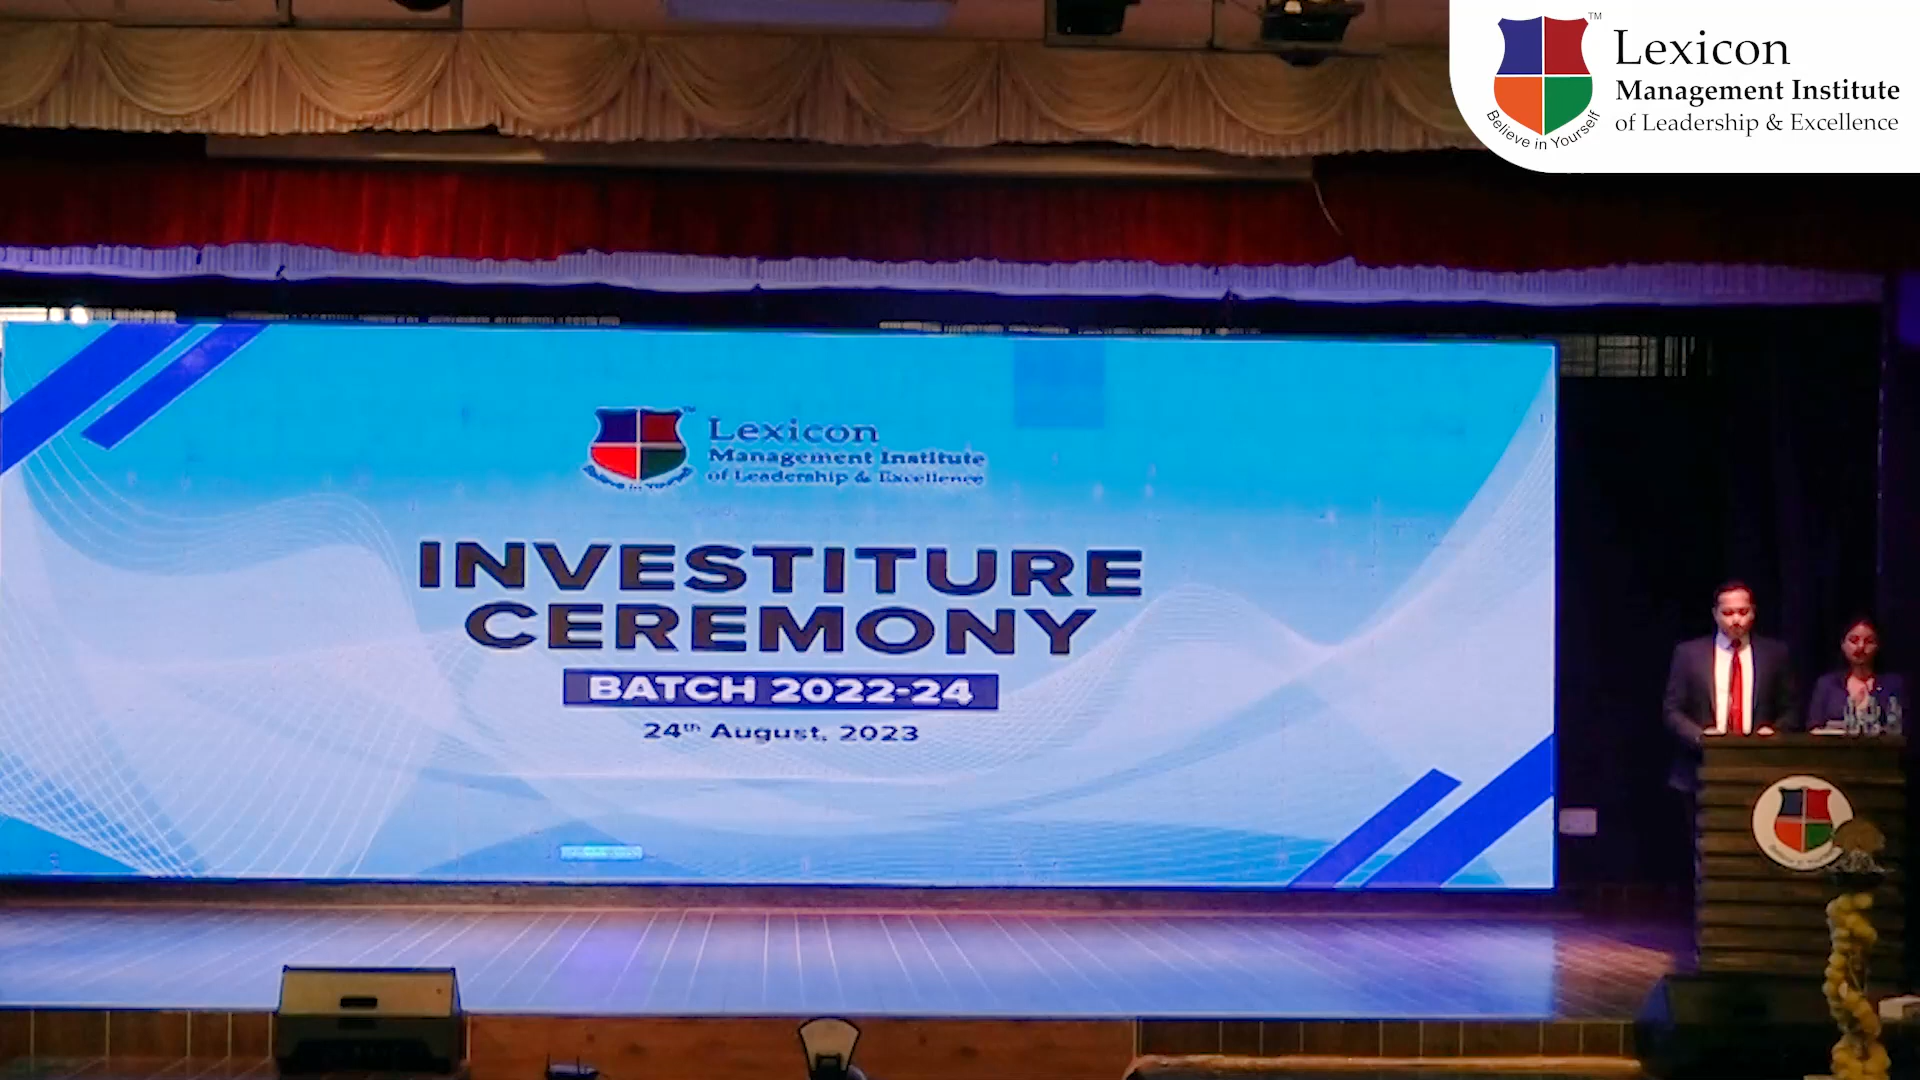 TM
Lexicon
Management Institute
of Leadership & Excellence
Believe in Yourself
Lexicon
Management Institute
of Leadership & Excellence
INVESTITURE
CEREMONY
BATCH 2022-24
24th August, 2023